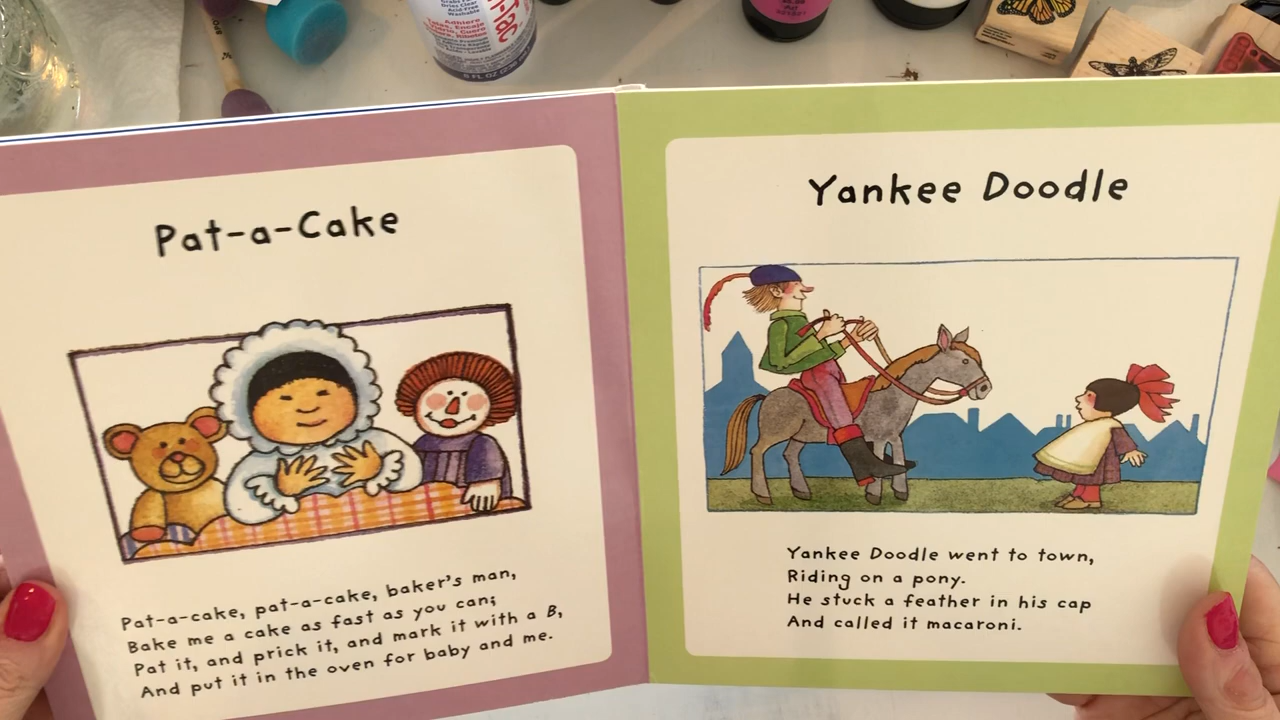 Pat-a-Cake
Pat-a-cake, pat-a-cake, baker's man,
Bake me a cake as fast as you can;
Pat it, and prick it, and mark it with a B,
And put it in the oven for baby and me.
Yankee Doodle
Yankee Doodle went to town,
Riding on a pony.
He stuck a feather in his cap
And called it macaroni.